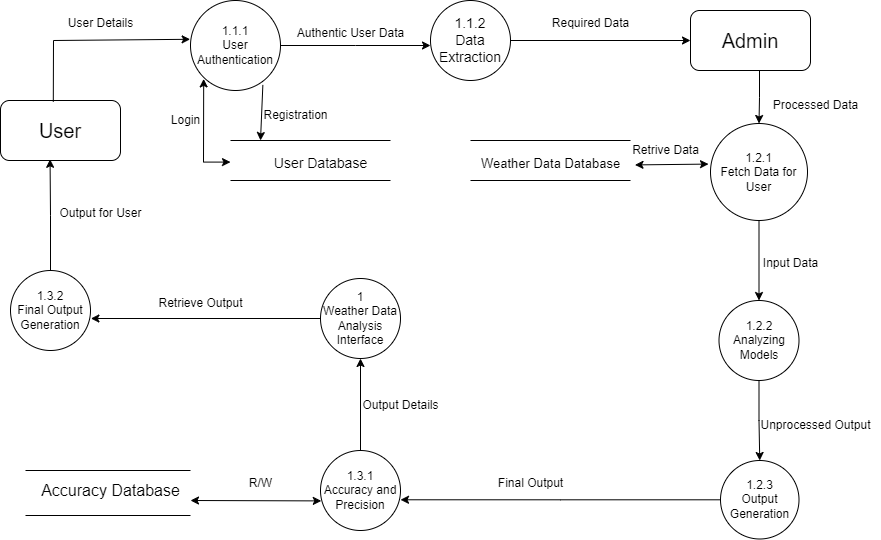 User Details
1.1.1
User
Authentication
Authentic User Data
1.1.2
Data
Extraction
Required Data
Admin
Processed Data
User
Login
Registration
User Database
Weather Data Database
Retrive Data
1.2.1
Fetch Data for
User
Output for User
Input Data
1.3.2
Final Output
Generation
Retrieve Output
1
Weather Data
Analysis
Interface
1.2.2
Analyzing
Models
Output Details
Unprocessed Output
Accuracy Database
R/W
1.3.1
Accuracy and
Precision
Final Output
1.2.3
Output
Generation